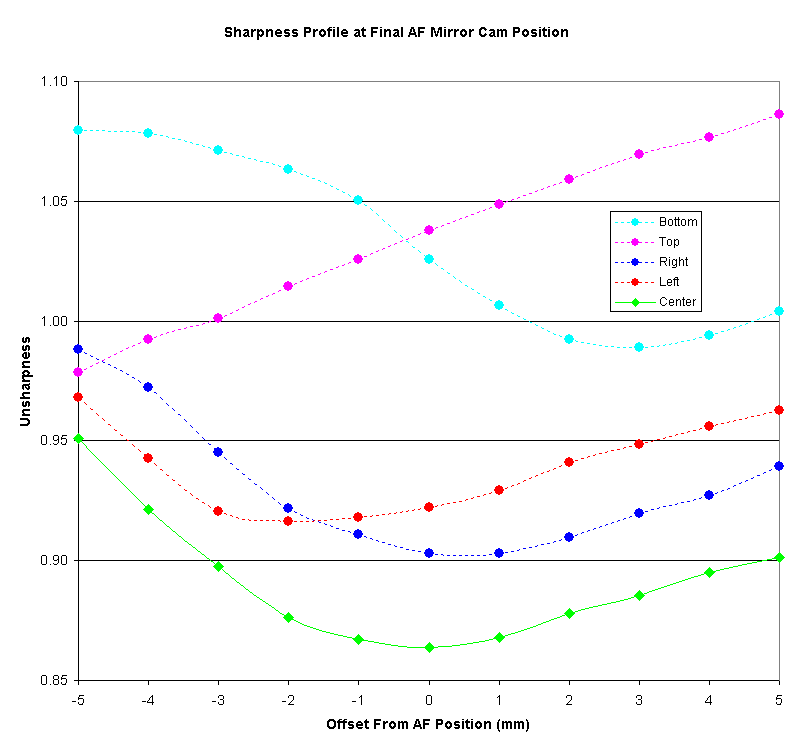 Sharpness Profile at Final AF Mirror Cam Position
1.10
1.05
1.00
0.95
0.90
0.85
Unsharpness
Bottom
Top
Right
Left
Center
-5 -4 -3 -2 -1 0 1 2 3 4 5
Offset From AF Position (mm)